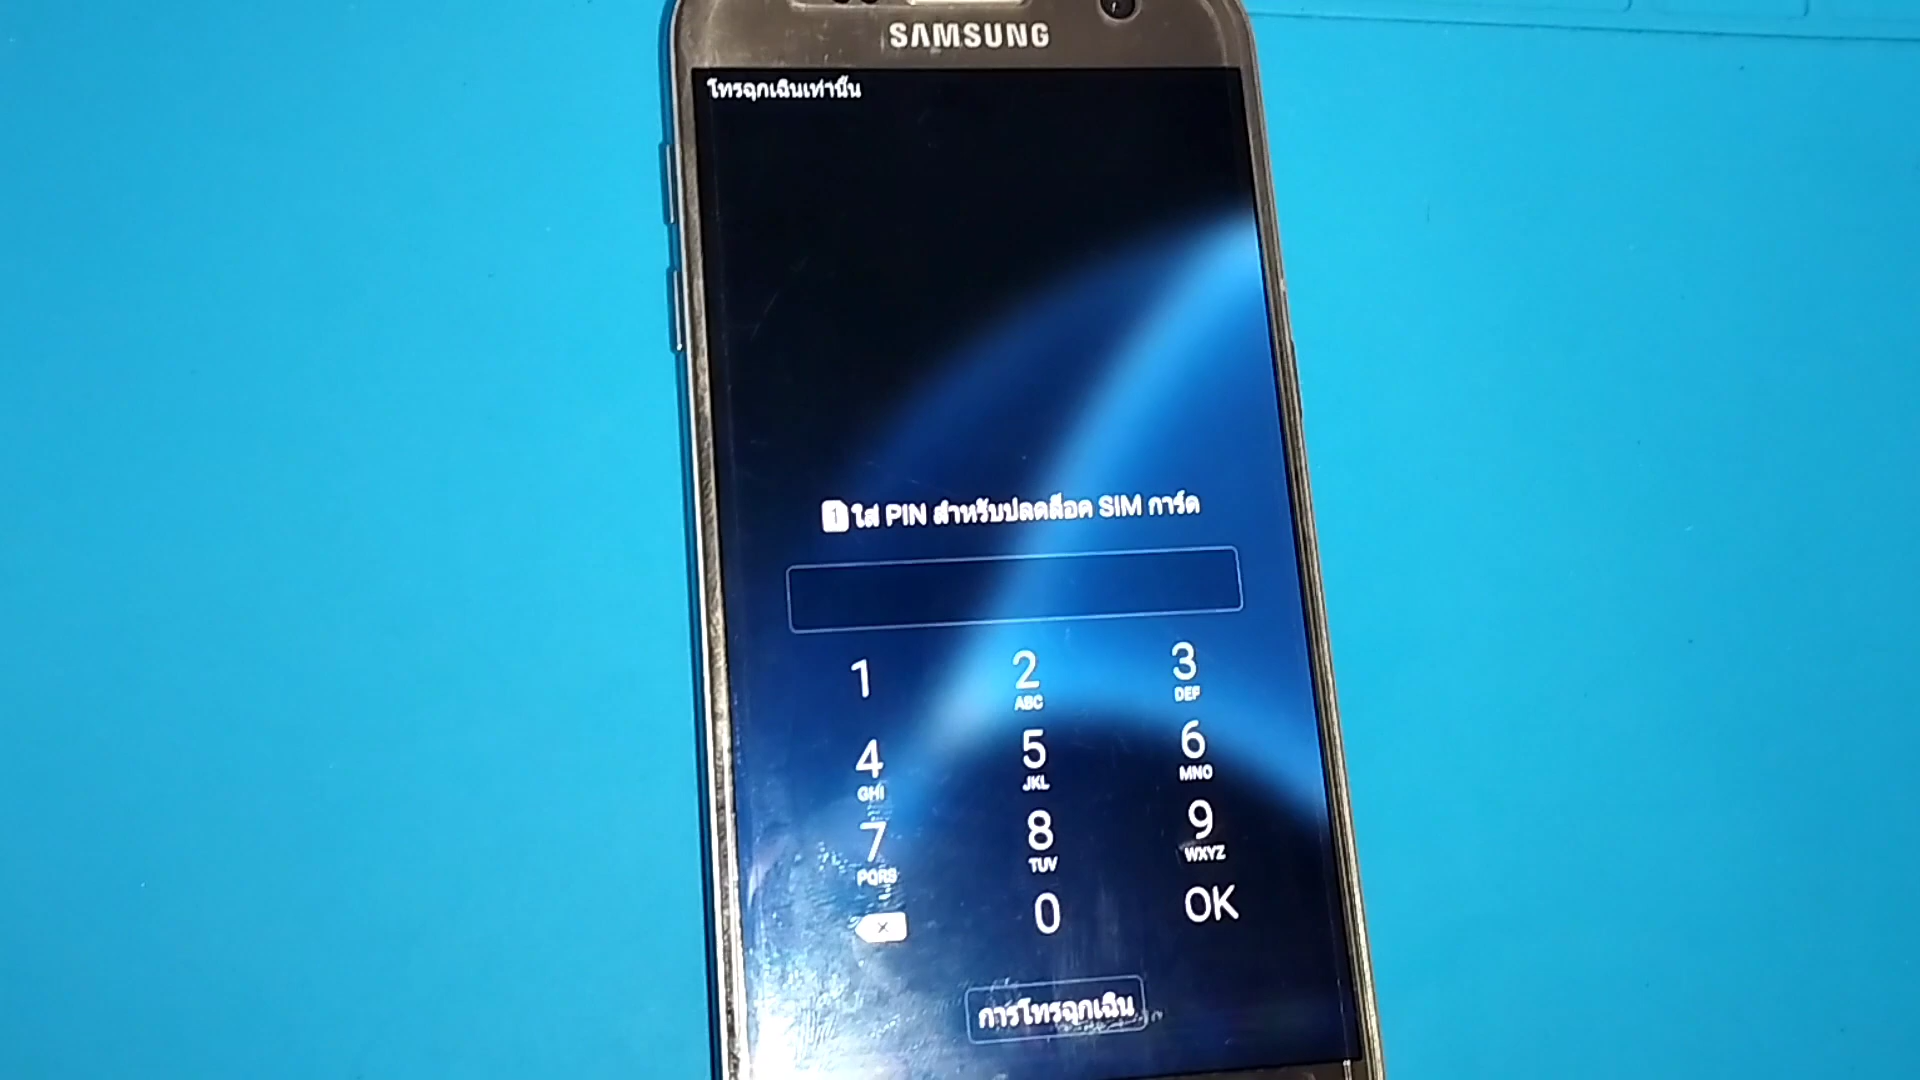 SAMSUNG
โทรฉุกเฉินเท่านั้น
1 ใส่ PIN สำหรับปลดล็อค SIM การ์ด
1 2 3
ABC DEF
4 5 6
GHI JKL MNO
7 8 9
PQRS TUV WXYZ
0 OK
การโทรฉุกเฉิน